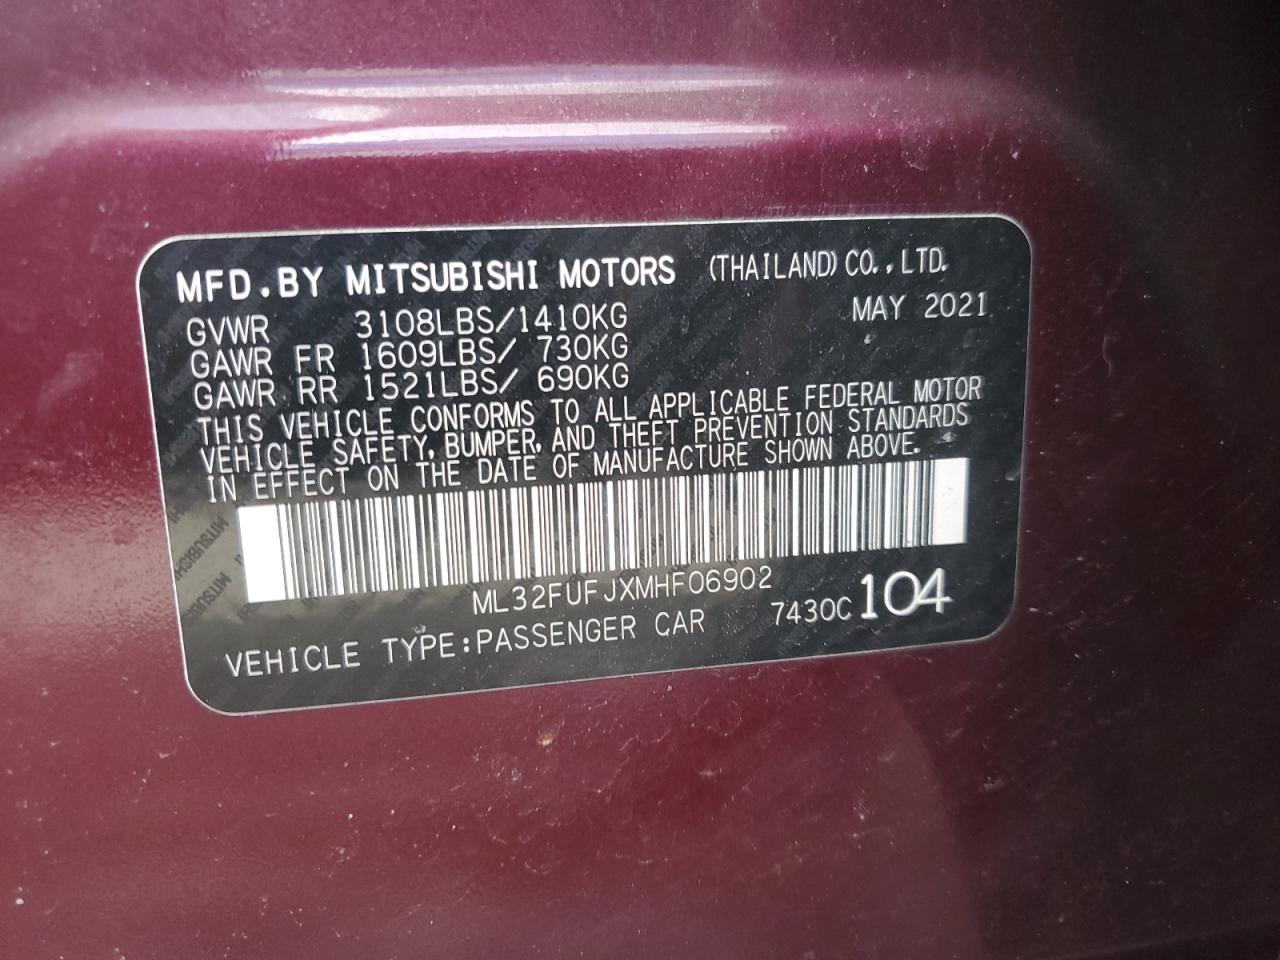 MFD.BY MITSUBISHI MOTORS (THAILAND) CO.,LTD.
GVWR 3108LBS/1410KG MAY 2021
GAWR FR 1609LBS/ 730KG
GAWR RR 1521LBS/ 690KG
THIS VEHICLE CONFORMS TO ALL APPLICABLE FEDERAL MOTOR
VEHICLE SAFETY, BUMPER, AND THEFT PREVENTION STANDARDS
IN EFFECT ON THE DATE OF MANUFACTURE SHOWN ABOVE.
ML32FUFJXMHF06902
VEHICLE TYPE:PASSENGER CAR 7430C 104